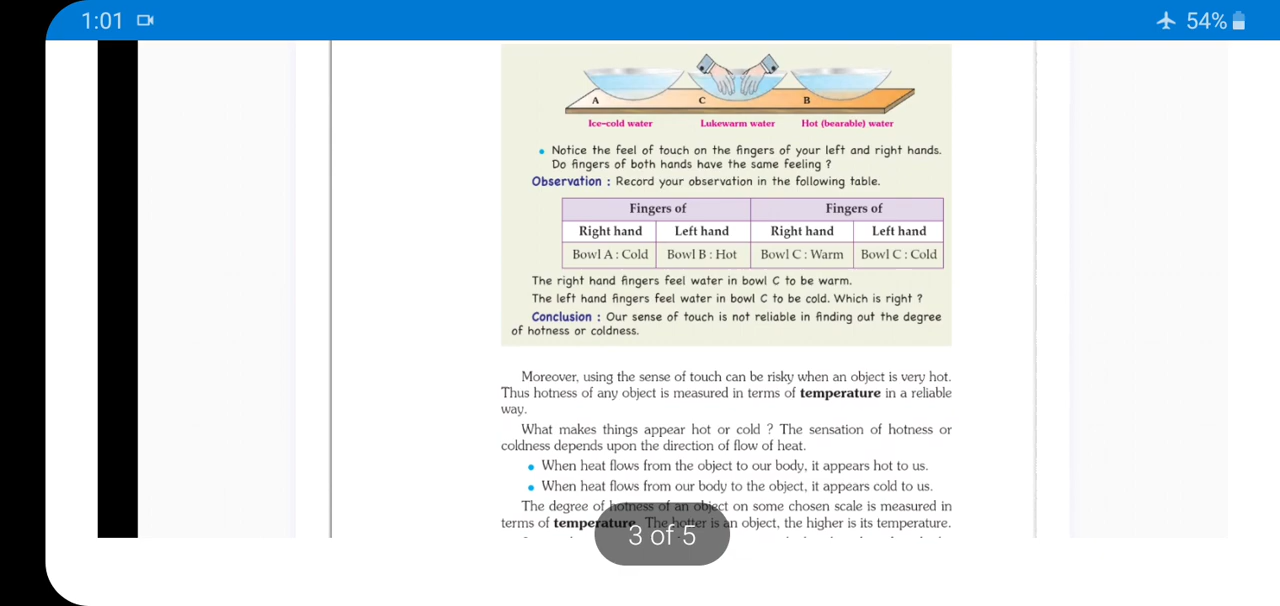 1:01
54%
A C B
Ice-cold water Lukewarm water Hot (bearable) water
• Notice the feel of touch on the fingers of your left and right hands.
Do fingers of both hands have the same feeling ?
Observation : Record your observation in the following table.
Fingers of Fingers of
Right hand Left hand Right hand Left hand
Bowl A : Cold Bowl B : Hot Bowl C : Warm Bowl C : Cold
The right hand fingers feel water in bowl C to be warm.
The left hand fingers feel water in bowl C to be cold. Which is right ?
Conclusion : Our sense of touch is not reliable in finding out the degree
of hotness or coldness.
Moreover, using the sense of touch can be risky when an object is very hot.
Thus hotness of any object is measured in terms of temperature in a reliable
way.
What makes things appear hot or cold ? The sensation of hotness or
coldness depends upon the direction of flow of heat.
• When heat flows from the object to our body, it appears hot to us.
• When heat flows from our body to the object, it appears cold to us.
The degree of hotness of an object on some chosen scale is measured in
terms of temperature. The hotter is an object, the higher is its temperature.
3 of 5